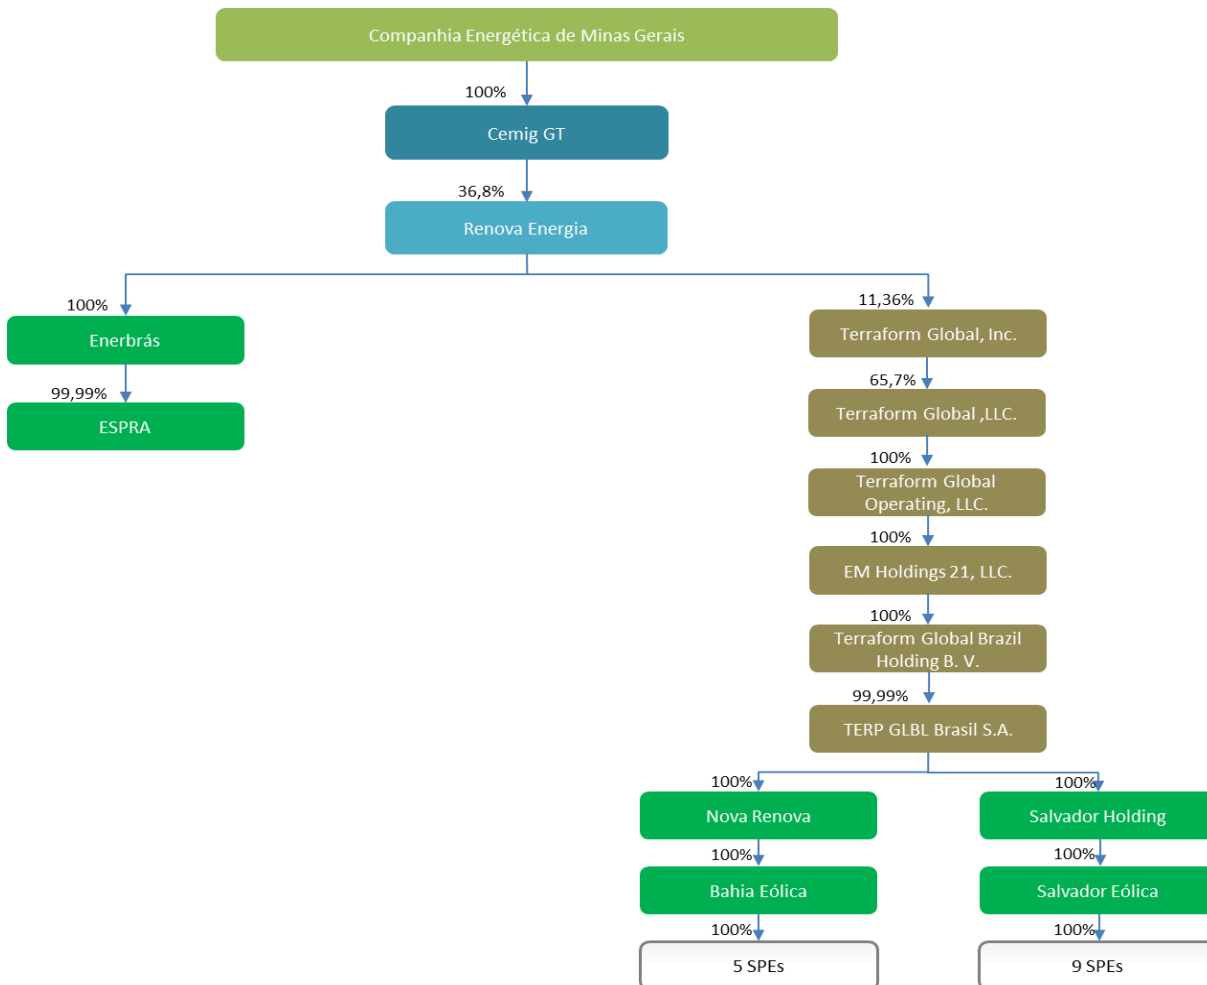 Companhia Energética de Minas Gerais
100%
Cemig GT
36,8%
Renova Energia
100%
11,36%
Enerbrás
Terraform Global, Inc.
99,99%
65,7%
ESPRA
Terraform Global ,LLC.
100%
Terraform Global
Operating, LLC.
100%
EM Holdings 21, LLC.
100%
Terraform Global Brazil
Holding B. V.
99,99%
TERP GLBL Brasil S.A.
100%
100%
Nova Renova
Salvador Holding
100%
100%
Bahia Eólica
Salvador Eólica
100%
100%
5 SPEs
9 SPEs